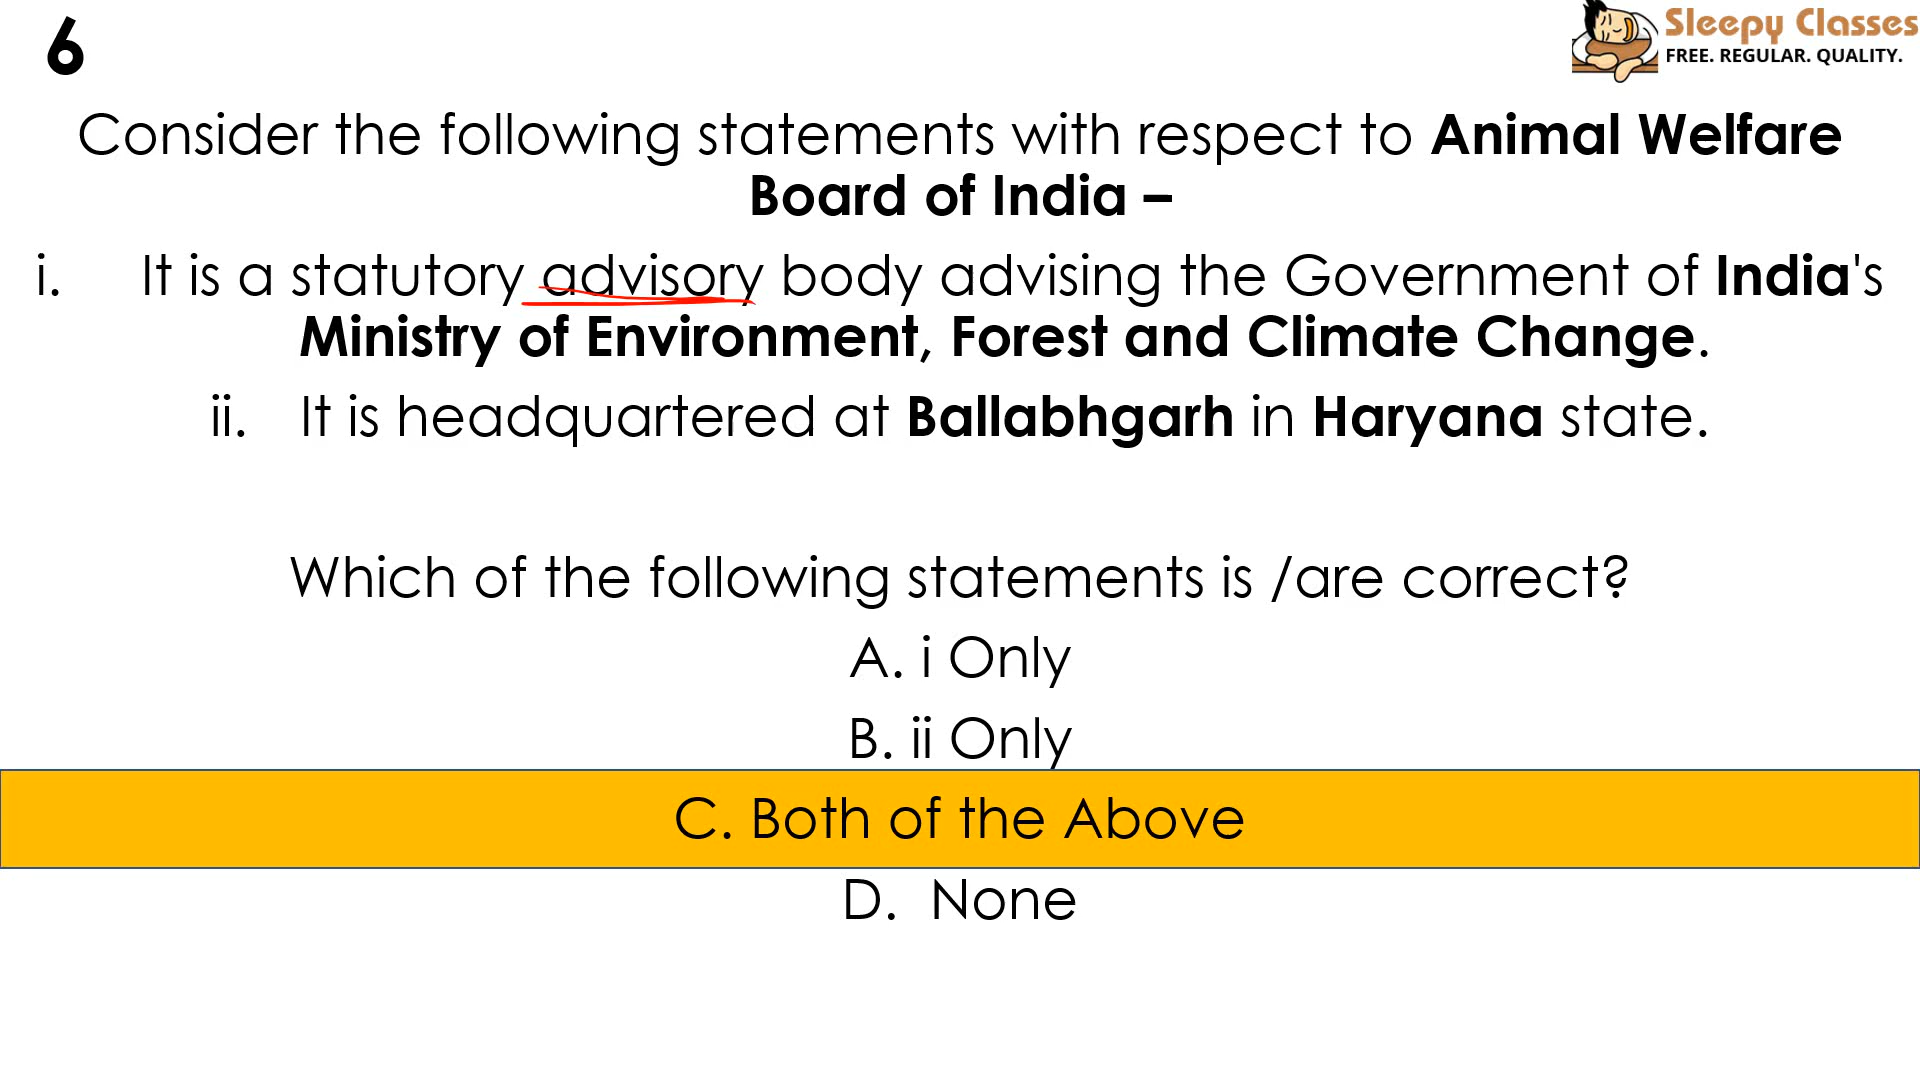 6
Sleepy Classes
FREE. REGULAR. QUALITY.
Consider the following statements with respect to Animal Welfare
Board of India –
i. It is a statutory advisory body advising the Government of India's
Ministry of Environment, Forest and Climate Change.
ii. It is headquartered at Ballabhgarh in Haryana state.
Which of the following statements is /are correct?
A. i Only
B. ii Only
C. Both of the Above
D. None